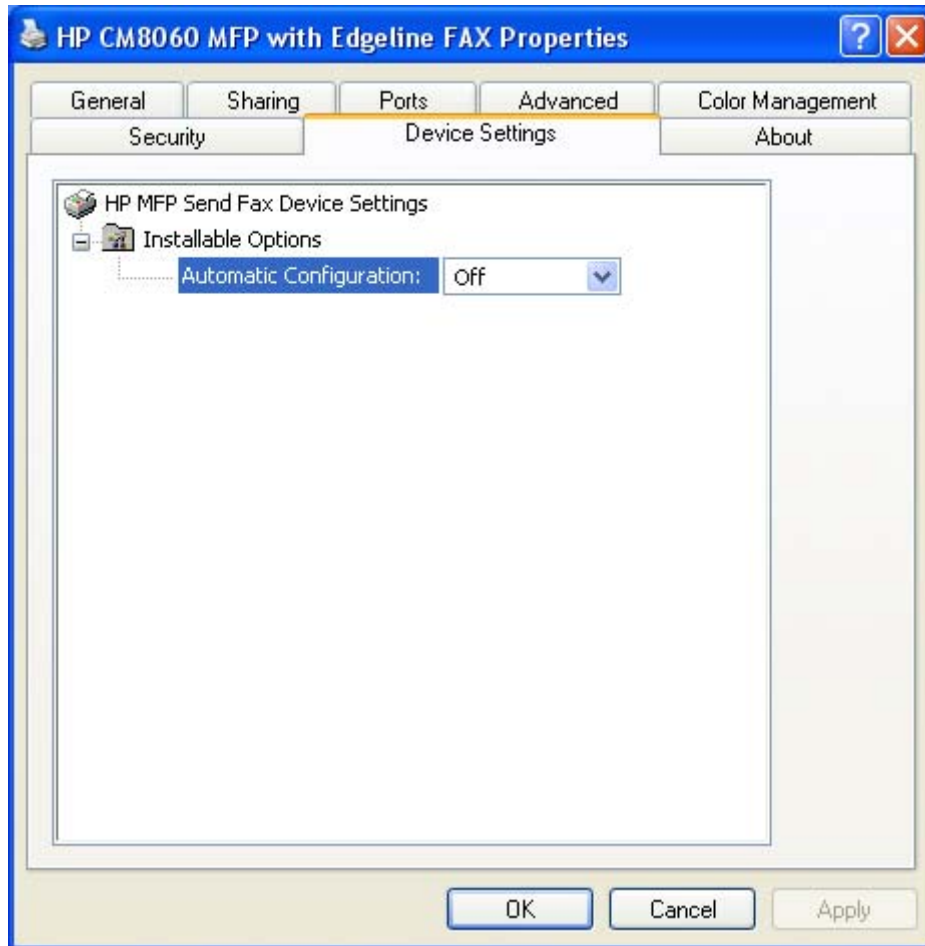 HP CM8060 MFP with Edgeline FAX Properties
General Sharing Ports Advanced Color Management
Security Device Settings About
HP MFP Send Fax Device Settings
Installable Options
Automatic Configuration: Off
OK Cancel Apply